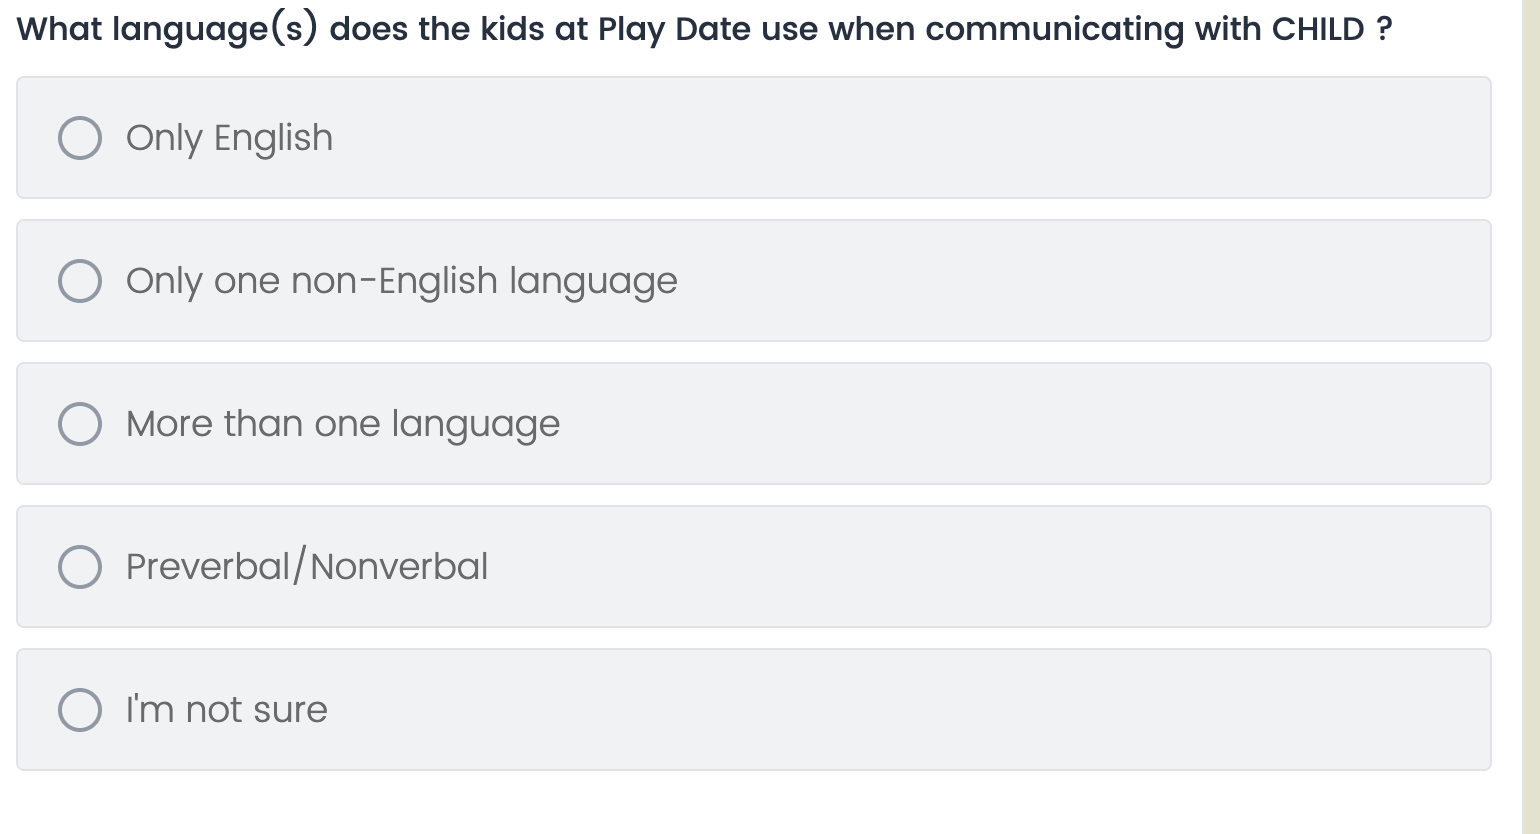 What language(s) does the kids at Play Date use when communicating with CHILD ?
Only English
Only one non-English language
More than one language
Preverbal/Nonverbal
I'm not sure